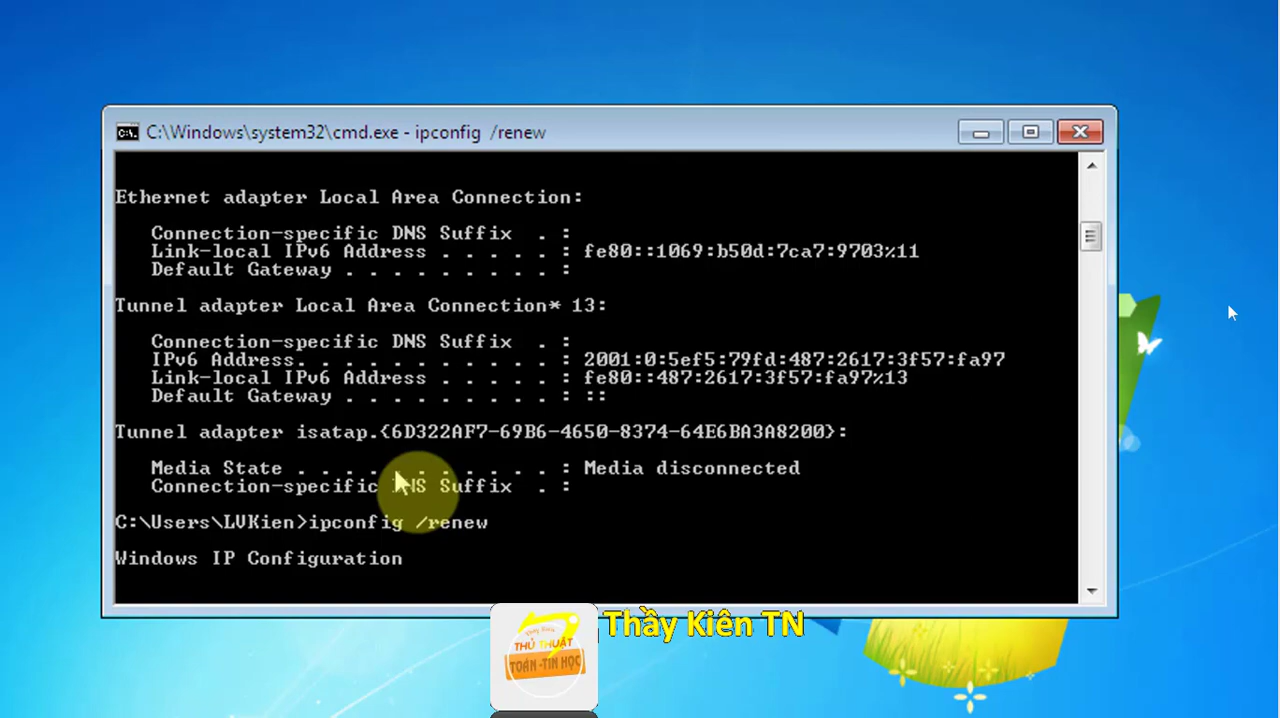 C:\Windows\system32\cmd.exe - ipconfig /renew
Ethernet adapter Local Area Connection:
Connection-specific DNS Suffix . :
Link-local IPv6 Address . . . . . : fe80::1069:b50d:7ca7:9703%11
Default Gateway . . . . . . . . . :
Tunnel adapter Local Area Connection* 13:
Connection-specific DNS Suffix . :
IPv6 Address. . . . . . . . . . . : 2001:0:5ef5:79fd:487:2617:3f57:fa97
Link-local IPv6 Address . . . . . : fe80::487:2617:3f57:fa97%13
Default Gateway . . . . . . . . . : ::
Tunnel adapter isatap.{6D322AF7-69B6-4650-8374-64E6BA3A8200}:
Media State . . . . . . . . . . . : Media disconnected
Connection-specific DNS Suffix . :
C:\Users\LVKien>ipconfig /renew
Windows IP Configuration
Thầy Kiên TN
Thầy Kiên
THỦ THUẬT
TOÁN -TIN HỌC